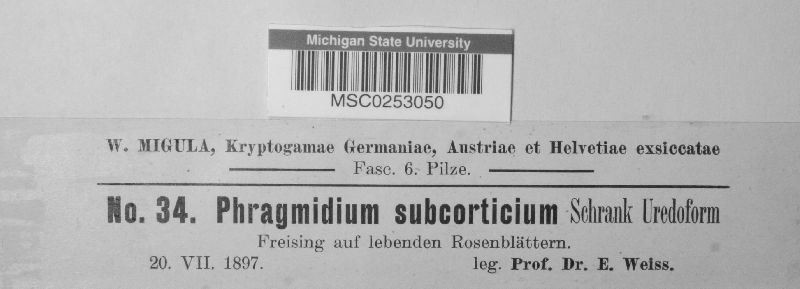 Michigan State University
MSC0253050
W. MIGULA, Kryptogamae Germaniae, Austriae et Helvetiae exsiccatae
Fasc. 6. Pilze.
No. 34. Phragmidium subcorticium Schrank Uredoform
Freising auf lebenden Rosenblättern.
20. VII. 1897. leg. Prof. Dr. E. Weiss.